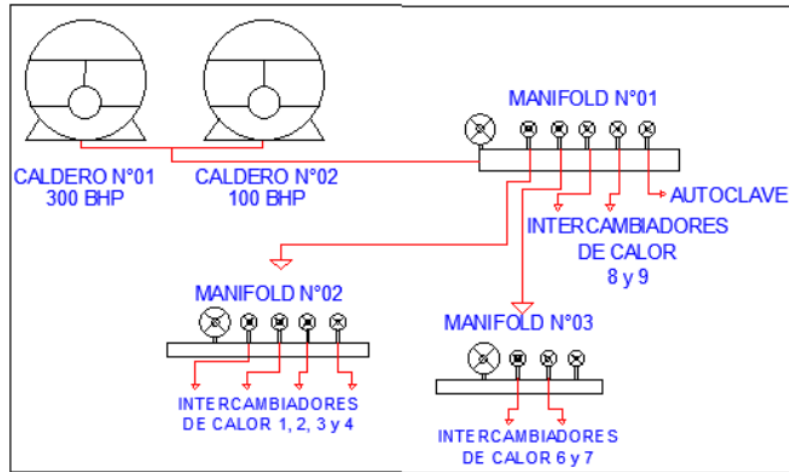 MANIFOLD N°01
CALDERO N°01
300 BHP
CALDERO N°02
100 BHP
AUTOCLAVE
INTERCAMBIADORES
DE CALOR
8 y 9
MANIFOLD N°02
INTERCAMBIADORES
DE CALOR 1, 2, 3 y 4
MANIFOLD N°03
INTERCAMBIADORES
DE CALOR 6 y 7